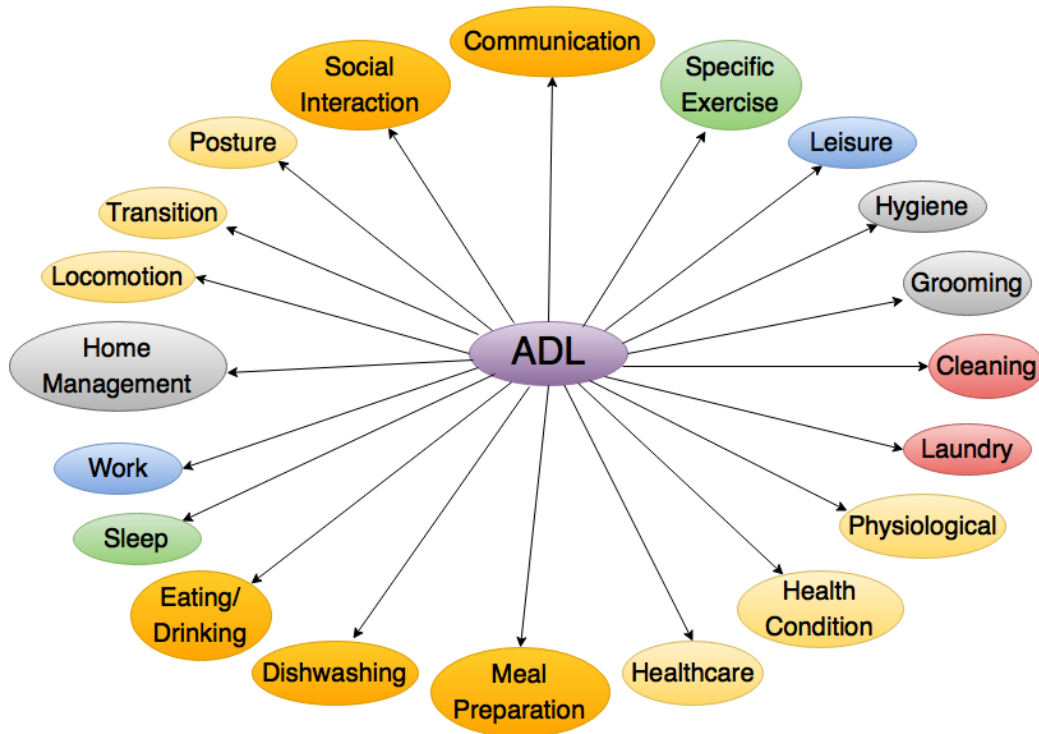 Communication
Social
Interaction
Specific
Exercise
Posture
Leisure
Transition
Hygiene
Locomotion
Grooming
Home
Management
ADL
Cleaning
Work
Laundry
Sleep
Physiological
Eating/
Drinking
Health
Condition
Dishwashing
Meal
Preparation
Healthcare